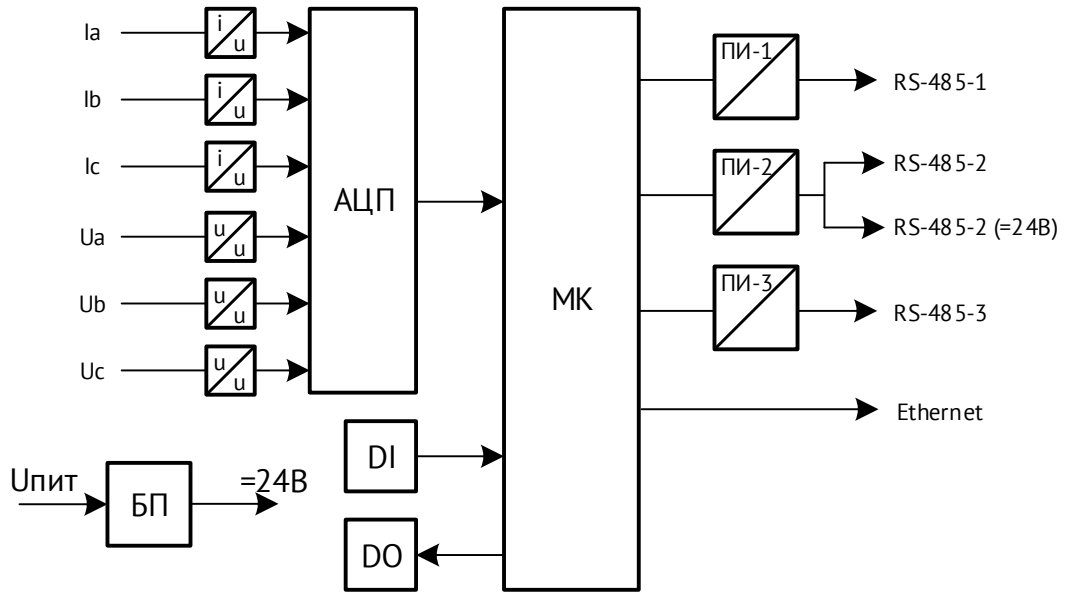 Ia
i
u
Ib
i
u
Ic
i
u
Ua
u
u
Ub
u
u
Uc
u
u
АЦП
МК
ПИ-1
RS-485-1
ПИ-2
RS-485-2
RS-485-2 (=24В)
ПИ-3
RS-485-3
Ethernet
DI
DO
Uпит
БП
=24В